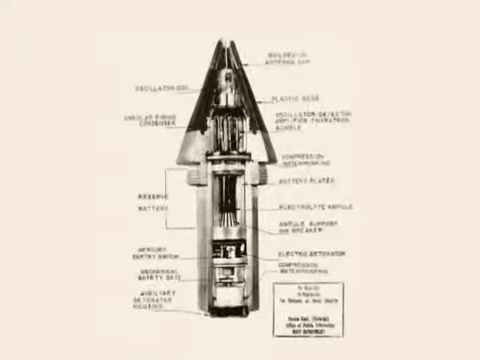 MOLDED-IN
ANTENNA CAP
OSCILLATOR COIL
PLASTIC NOSE
ANNULAR FIRING
CONDENSER
OSCILLATOR-DETECTOR
AMPLIFIER THYRATRON
BUNDLE
COMPRESSION
WATERPROOFING
BATTERY PLATES
RESERVE
BATTERY
ELECTROLYTE AMPULE
AMPULE SUPPORT
AND BREAKER
MERCURY
SAFETY SWITCH
ELECTRIC DETONATOR
COMPRESSION
WATERPROOFING
MECHANICAL
SAFETY GATE
AUXILIARY
DETONATOR
HOUSING
Office of Public Information
NAVY DEPARTMENT